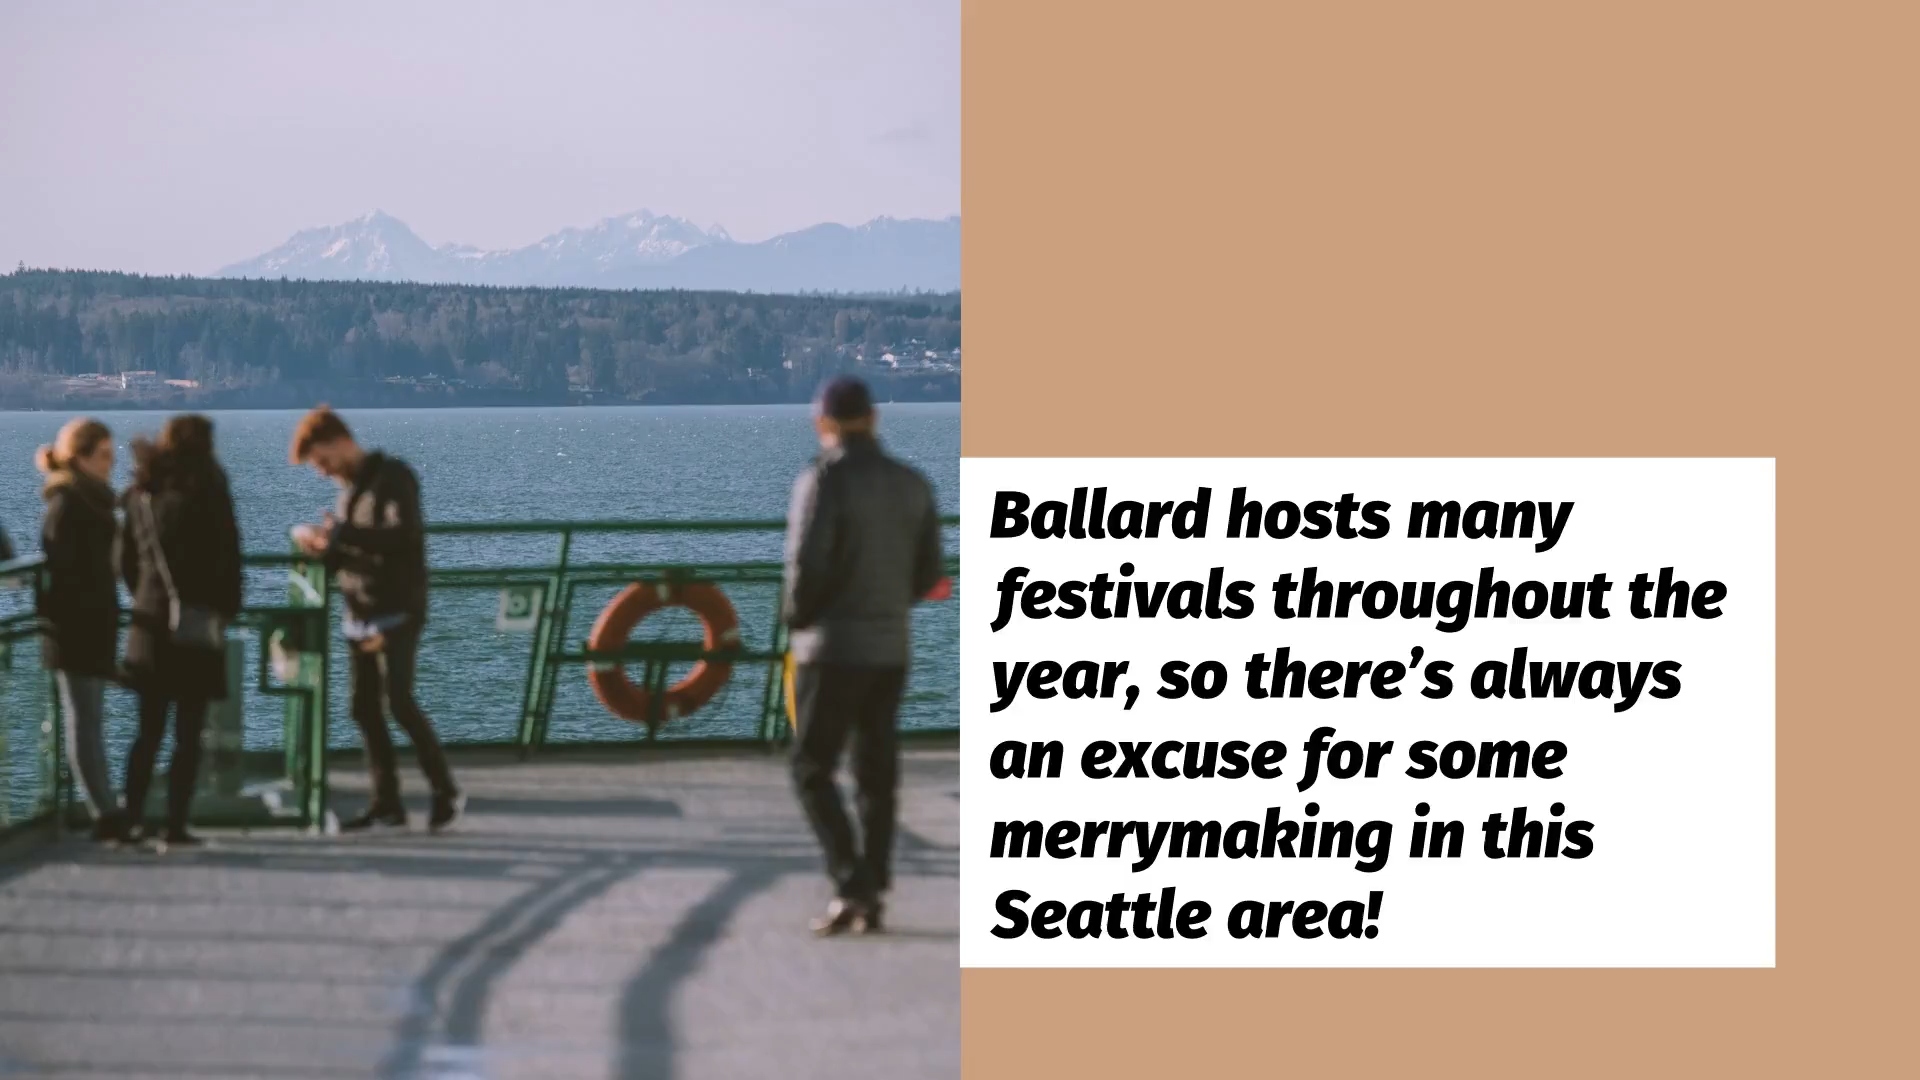 Ballard hosts many
festivals throughout the
year, so there’s always
an excuse for some
merrymaking in this
Seattle area!